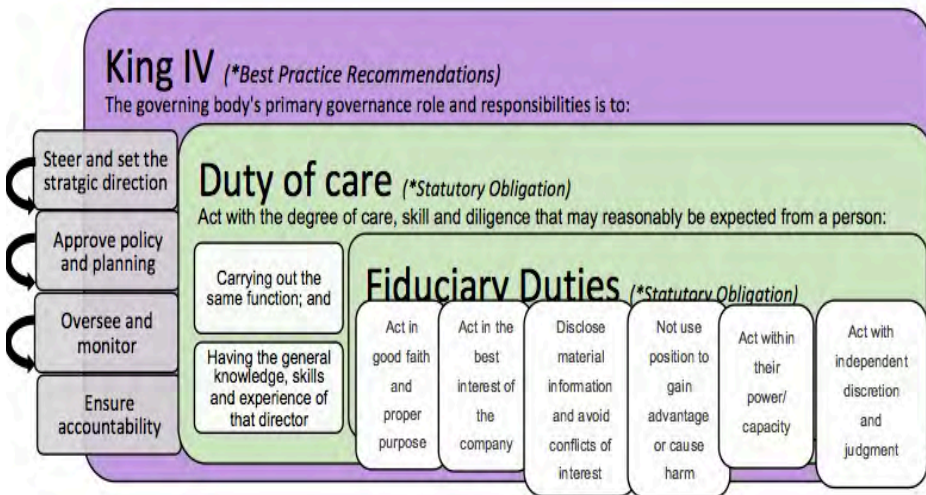 King IV (*Best Practice Recommendations)
The governing body's primary governance role and responsibilities is to:
Steer and set the
stratgic direction
Approve policy
and planning
Oversee and
monitor
Ensure
accountability
Duty of care (*Statutory Obligation)
Act with the degree of care, skill and diligence that may reasonably be expected from a person:
Carrying out the
same function; and
Having the general
knowledge, skills
and experience of
that director
Fiduciary Duties (*Statutory Obligation)
Act in
good faith
and
proper
purpose
Act in the
best
interest of
the
company
Disclose
material
information
and avoid
conflicts of
interest
Not use
position to
gain
advantage
or cause
harm
Act within
their
power/
capacity
Act with
independent
discretion
and
judgment